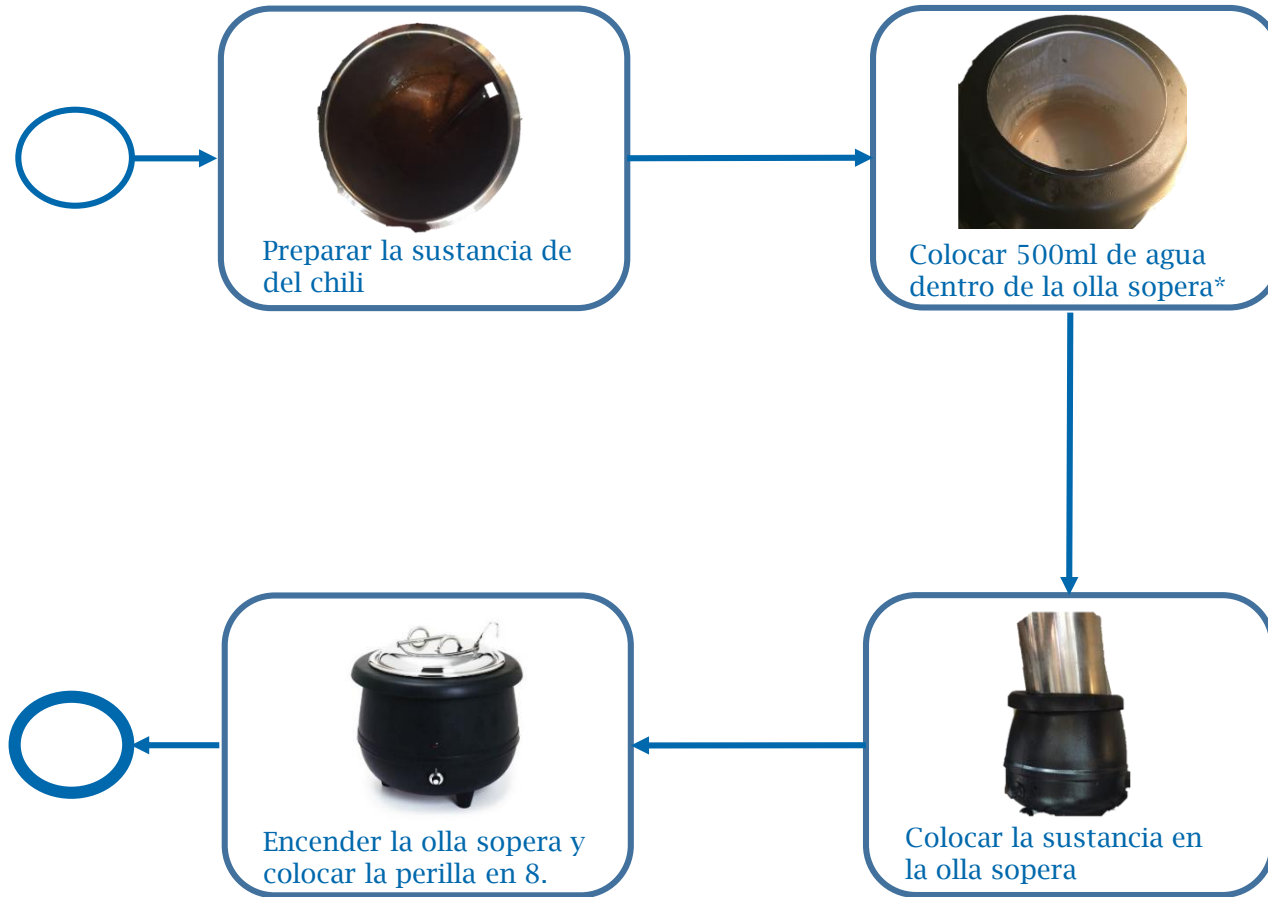 Preparar la sustancia de
del chili
Colocar 500ml de agua
dentro de la olla sopera*
Colocar la sustancia en
la olla sopera
Encender la olla sopera y
colocar la perilla en 8.